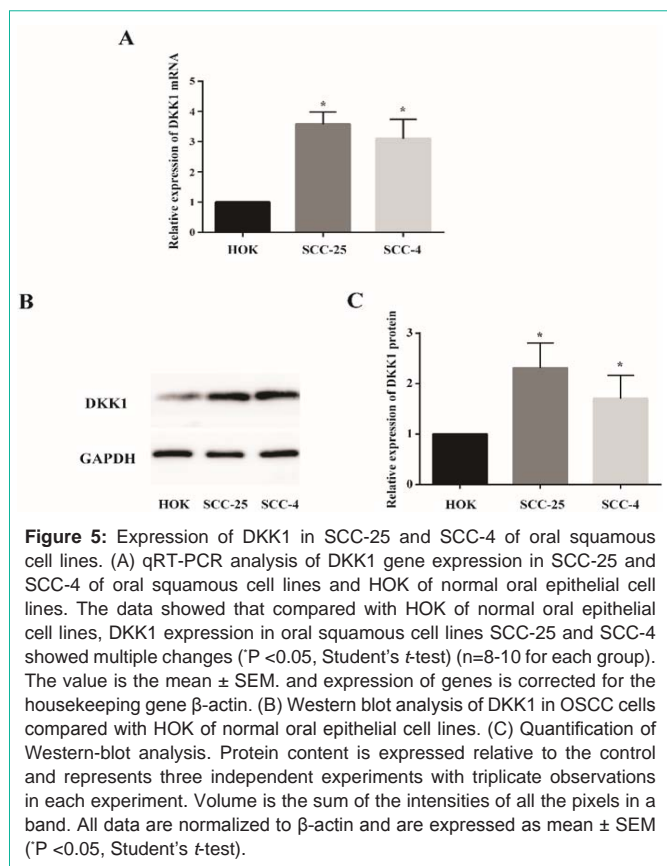 A
Relative expression of DKK1 mRNA
5
4
3
2
1
0
*
*
HOK
SCC-25
SCC-4
B
DKK1
GAPDH
HOK SCC-25 SCC-4
C
Relative expression of DKK1 protein
3
2
1
0
*
*
HOK
SCC-25
SCC-4
Figure 5: Expression of DKK1 in SCC-25 and SCC-4 of oral squamous
cell lines. (A) qRT-PCR analysis of DKK1 gene expression in SCC-25 and
SCC-4 of oral squamous cell lines and HOK of normal oral epithelial cell
lines. The data showed that compared with HOK of normal oral epithelial
cell lines, DKK1 expression in oral squamous cell lines SCC-25 and SCC-4
showed multiple changes (*P <0.05, Student's t-test) (n=8-10 for each group).
The value is the mean ± SEM. and expression of genes is corrected for the
housekeeping gene β-actin. (B) Western blot analysis of DKK1 in OSCC cells
compared with HOK of normal oral epithelial cell lines. (C) Quantification of
Western-blot analysis. Protein content is expressed relative to the control
and represents three independent experiments with triplicate observations
in each experiment. Volume is the sum of the intensities of all the pixels in a
band. All data are normalized to β-actin and are expressed as mean ± SEM
(*P <0.05, Student's t-test).